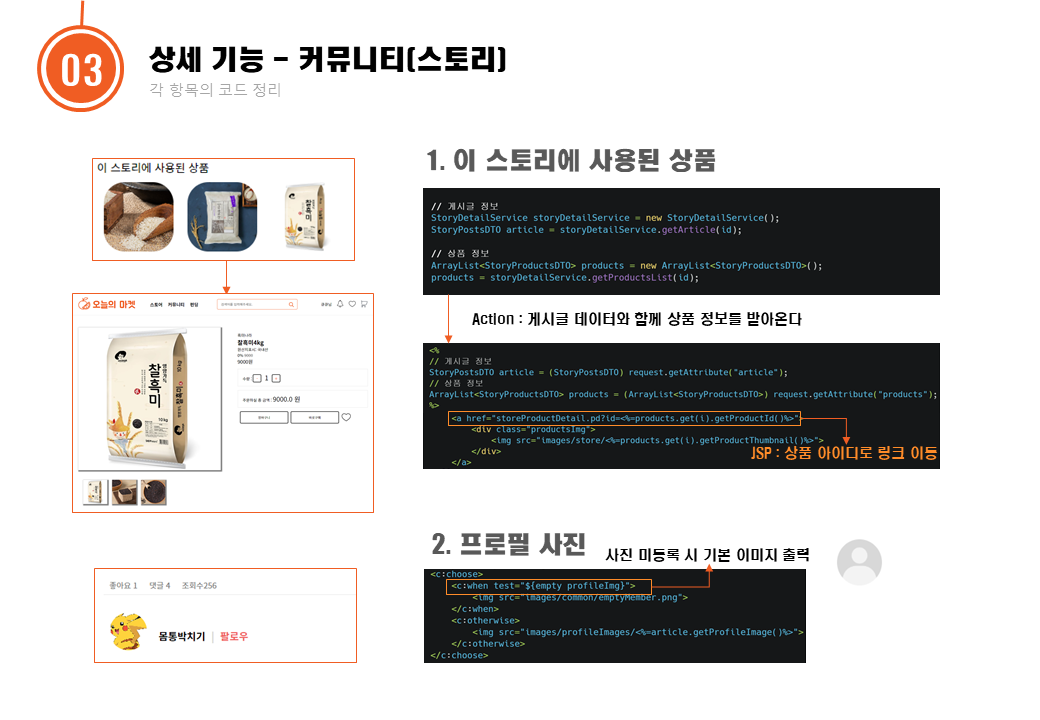 03
상세 기능 - 커뮤니티(스토리)
각 항목의 코드 정리
이 스토리에 사용된 상품
찰흑미
오늘의 마켓
스토어 커뮤니티
찰흑미
10kg
찰흑미4kg
9000원
수량 - 1 +
주문하실 총 금액 : 9000.0 원
1. 이 스토리에 사용된 상품
// 게시글 정보
StoryDetailService storyDetailService = new StoryDetailService();
StoryPostsDTO article = storyDetailService.getArticle(id);
// 상품 정보
ArrayList<StoryProductsDTO> products = new ArrayList<StoryProductsDTO>();
products = storyDetailService.getProductsList(id);
Action : 게시글 데이터와 함께 상품 정보를 받아온다
<%
// 게시글 정보
StoryPostsDTO article = (StoryPostsDTO) request.getAttribute("article");
// 상품 정보
ArrayList<StoryProductsDTO> products = (ArrayList<StoryProductsDTO>) request.getAttribute("products");
%>
<a href="storeProductDetail.pd?id=<%=products.get(i).getProductId()%>">
<div class="productsImg">
<img src="images/store/<%=products.get(i).getProductThumbnail()%>">
</div>
</a>
JSP : 상품 아이디로 링크 이동
2. 프로필 사진
사진 미등록 시 기본 이미지 출력
<c:choose>
<c:when test="${empty profileImg}">
<img src="images/common/emptyMember.png">
</c:when>
<c:otherwise>
<img src="images/profileImages/<%=article.getProfileImage()%>">
</c:otherwise>
</c:choose>
좋아요 1 댓글 4 조회수256
몸통박치기 | 팔로우